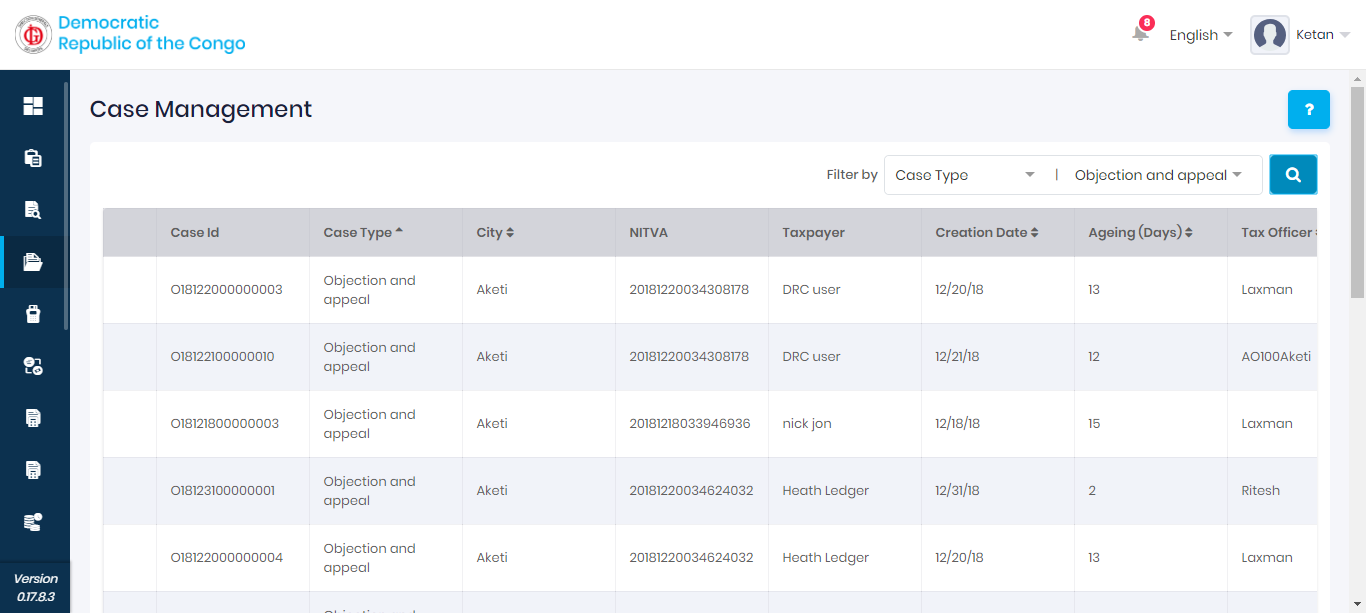 Democratic
Republic of the Congo
8
English
Ketan
Case Management
?
Filter by
Case Type
|
Objection and appeal
Case Id
Case Type
City
NITVA
Taxpayer
Creation Date
Ageing (Days)
Tax Officer
O18122000000003
Objection and
appeal
Aketi
20181220034308178
DRC user
12/20/18
13
Laxman
O18122100000010
Objection and
appeal
Aketi
20181220034308178
DRC user
12/21/18
12
AO100Aketi
O18121800000003
Objection and
appeal
Aketi
20181218033946936
nick jon
12/18/18
15
Laxman
O18123100000001
Objection and
appeal
Aketi
20181220034624032
Heath Ledger
12/31/18
2
Ritesh
O18122000000004
Objection and
appeal
Aketi
20181220034624032
Heath Ledger
12/20/18
13
Laxman
Version
0.17.8.3